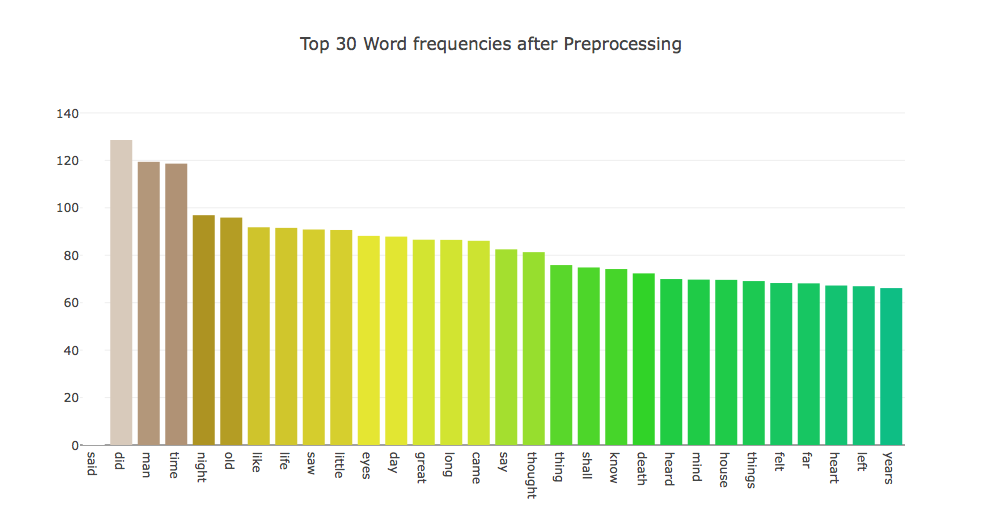 Top 30 Word frequencies after Preprocessing
140
120
100
80
60
40
20
0
said
did
man
time
night
old
like
life
saw
little
eyes
day
great
long
came
say
thought
thing
shall
know
death
heard
mind
house
things
felt
far
heart
left
years